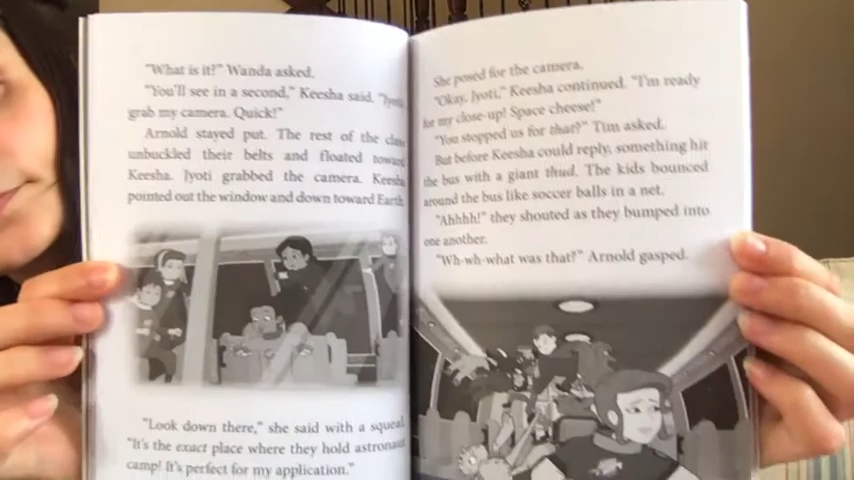 "What is it?" Wanda asked.
"You'll see in a second," Keesha said. "Jyoti,
grab my camera. Quick!"
Arnold stayed put. The rest of the class
unbuckled their belts and floated toward
Keesha. Jyoti grabbed the camera. Keesha
pointed out the window and down toward Earth.
"Look down there," she said with a squeal.
"It's the exact place where they hold astronaut
camp! It's perfect for my application."
She posed for the camera.
"Okay, Jyoti," Keesha continued. "I'm ready
for my close-up! Space cheese!"
"You stopped us for that?" Tim asked.
But before Keesha could reply, something hit
the bus with a giant thud. The kids bounced
around the bus like soccer balls in a net.
"Ahhhh!" they shouted as they bumped into
one another.
"Wh-wh-what was that?" Arnold gasped.